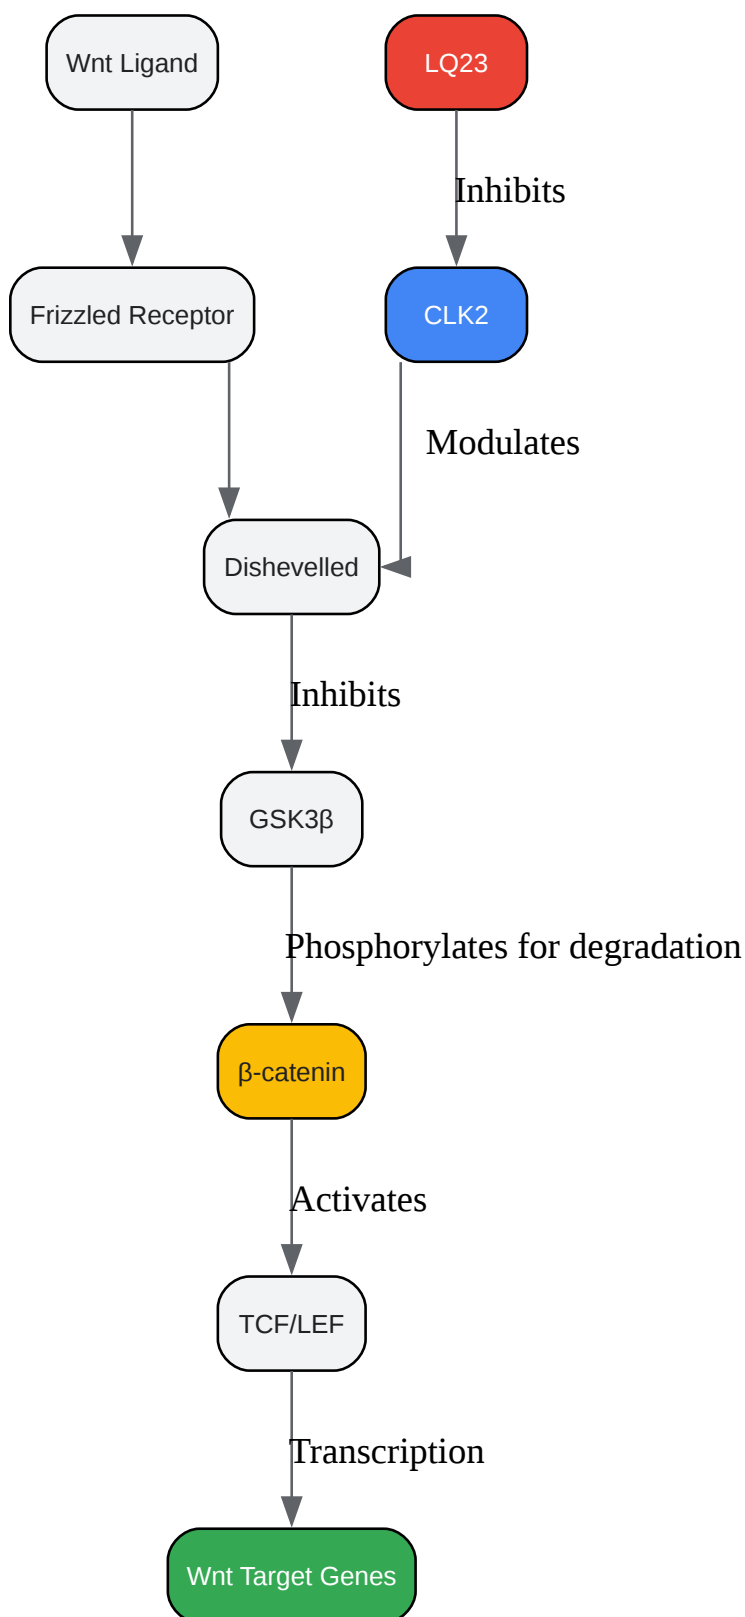 Wnt Ligand
LQ23
Inhibits
Frizzled Receptor
CLK2
Modulates
Dishevelled
Inhibits
GSK3β
Phosphorylates for degradation
β-catenin
Activates
TCF/LEF
Transcription
Wnt Target Genes